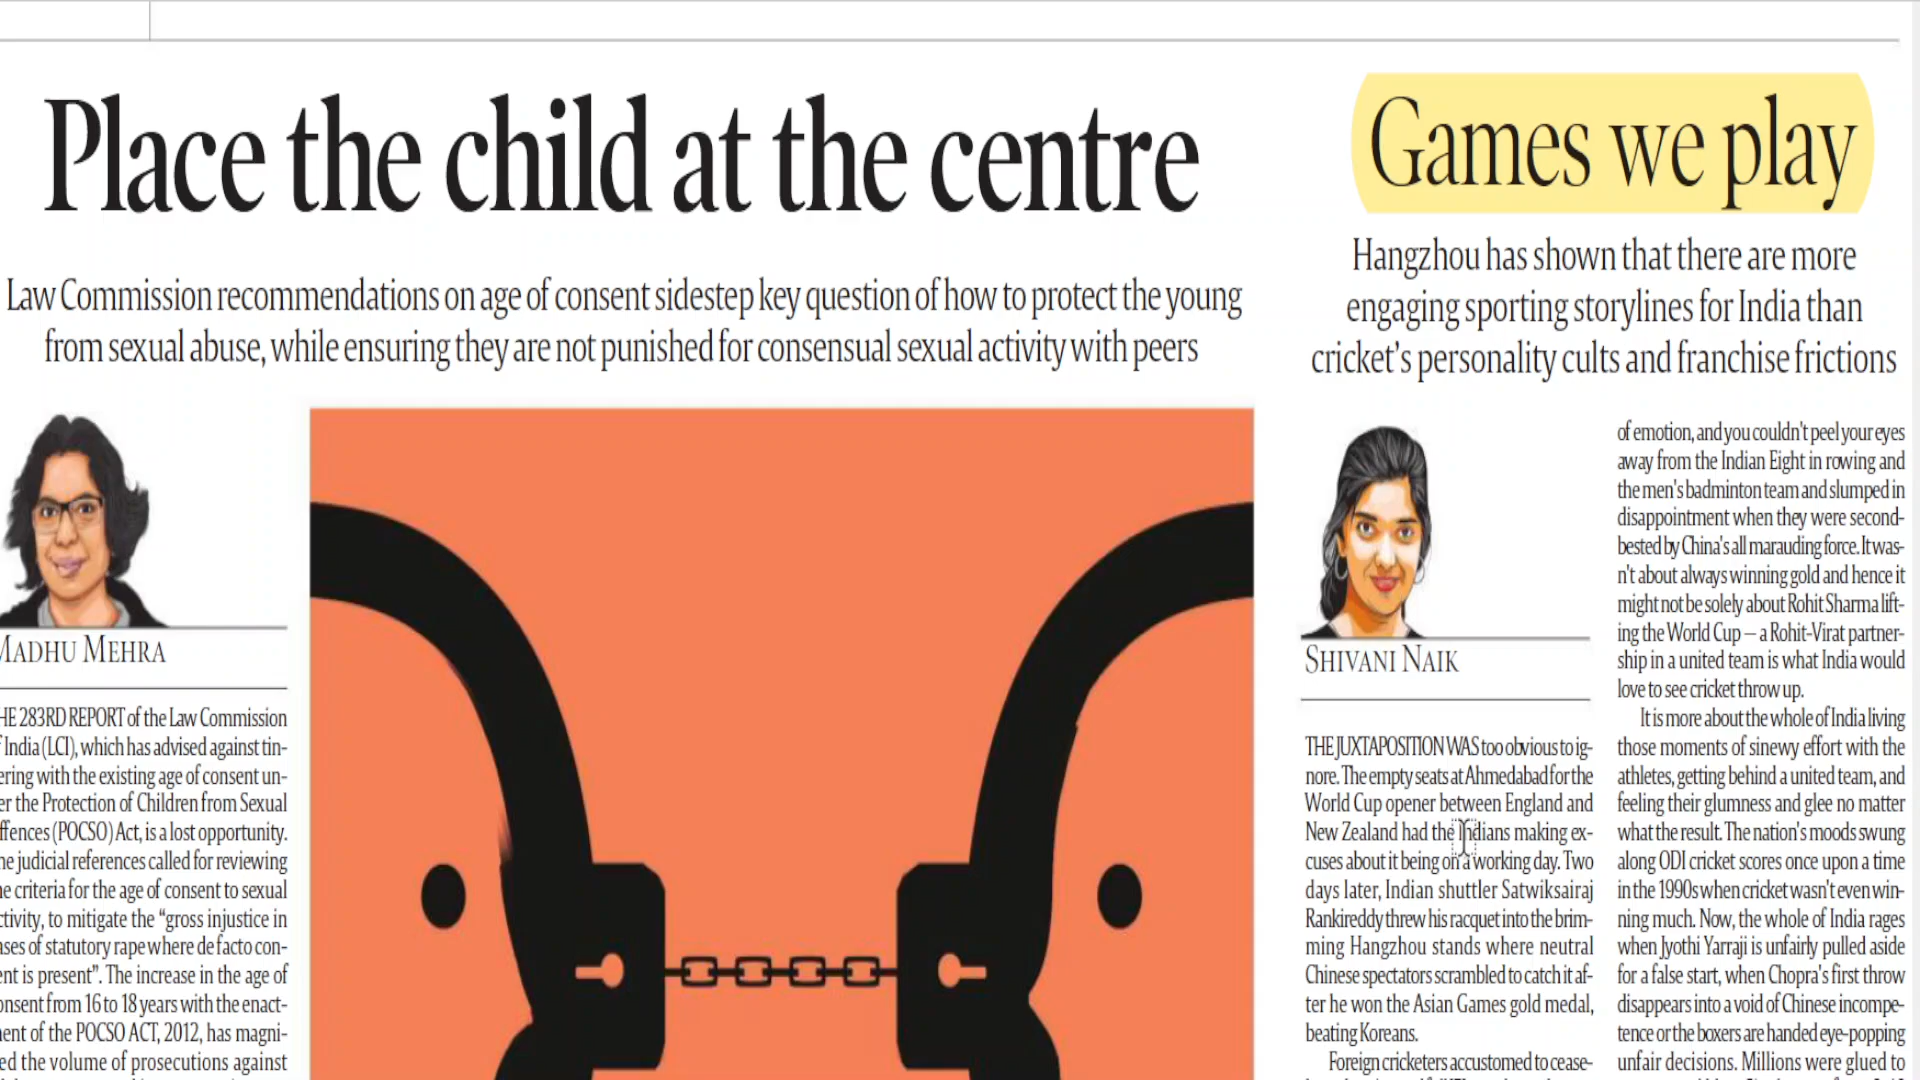 Place the child at the centre
Law Commission recommendations on age of consent sidestep key question of how to protect the young
from sexual abuse, while ensuring they are not punished for consensual sexual activity with peers
MADHU MEHRA
HE 283RD REPORT of the Law Commission
f India (LCI), which has advised against tin-
ering with the existing age of consent un-
er the Protection of Children from Sexual
ffences (POCSO) Act, is a lost opportunity.
he judicial references called for reviewing
he criteria for the age of consent to sexual
ctivity, to mitigate the “gross injustice in
ases of statutory rape where de facto con-
ent is present”. The increase in the age of
onsent from 16 to 18 years with the enact-
ment of the POCSO ACT, 2012, has magni-
ed the volume of prosecutions against
Games we play
Hangzhou has shown that there are more
engaging sporting storylines for India than
cricket’s personality cults and franchise frictions
SHIVANI NAIK
THE JUXTAPOSITION WAS too obvious to ig-
nore. The empty seats at Ahmedabad for the
World Cup opener between England and
New Zealand had the Indians making ex-
cuses about it being on a working day. Two
days later, Indian shuttler Satwiksairaj
Rankireddy threw his racquet into the brim-
ming Hangzhou stands where neutral
Chinese spectators scrambled to catch it af-
ter he won the Asian Games gold medal,
beating Koreans.
Foreign cricketers accustomed to cease-
of emotion, and you couldn’t peel your eyes
away from the Indian Eight in rowing and
the men’s badminton team and slumped in
disappointment when they were second-
bested by China’s all marauding force. It was-
n’t about always winning gold and hence it
might not be solely about Rohit Sharma lift-
ing the World Cup — a Rohit-Virat partner-
ship in a united team is what India would
love to see cricket throw up.
It is more about the whole of India living
those moments of sinewy effort with the
athletes, getting behind a united team, and
feeling their glumness and glee no matter
what the result. The nation’s moods swung
along ODI cricket scores once upon a time
in the 1990s when cricket wasn’t even win-
ning much. Now, the whole of India rages
when Jyothi Yarraji is unfairly pulled aside
for a false start, when Chopra’s first throw
disappears into a void of Chinese incompe-
tence or the boxers are handed eye-popping
unfair decisions. Millions were glued to